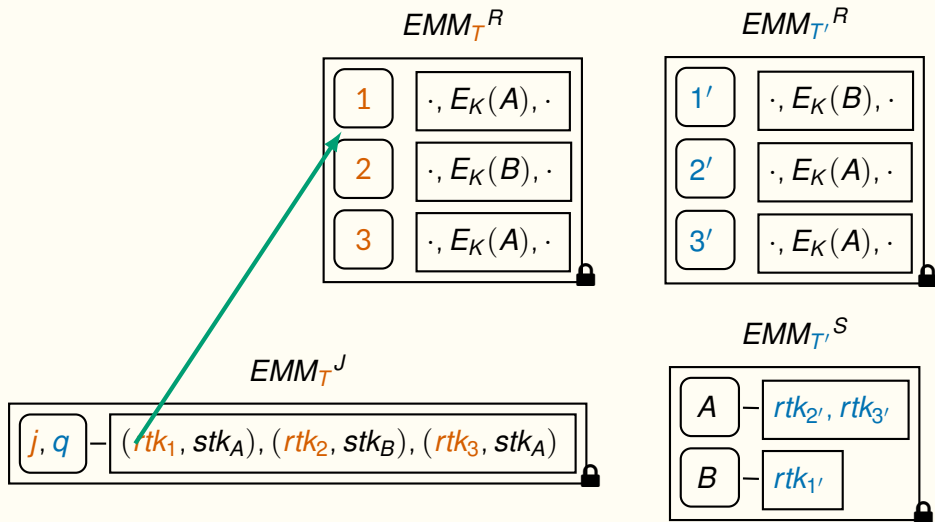 EMM_T^R
1 ·, E_K(A), ·
2 ·, E_K(B), ·
3 ·, E_K(A), ·
EMM_T′^R
1′ ·, E_K(B), ·
2′ ·, E_K(A), ·
3′ ·, E_K(A), ·
EMM_T^J
j, q – (rtk_1, stk_A), (rtk_2, stk_B), (rtk_3, stk_A)
EMM_T′^S
A – rtk_2′, rtk_3′
B – rtk_1′